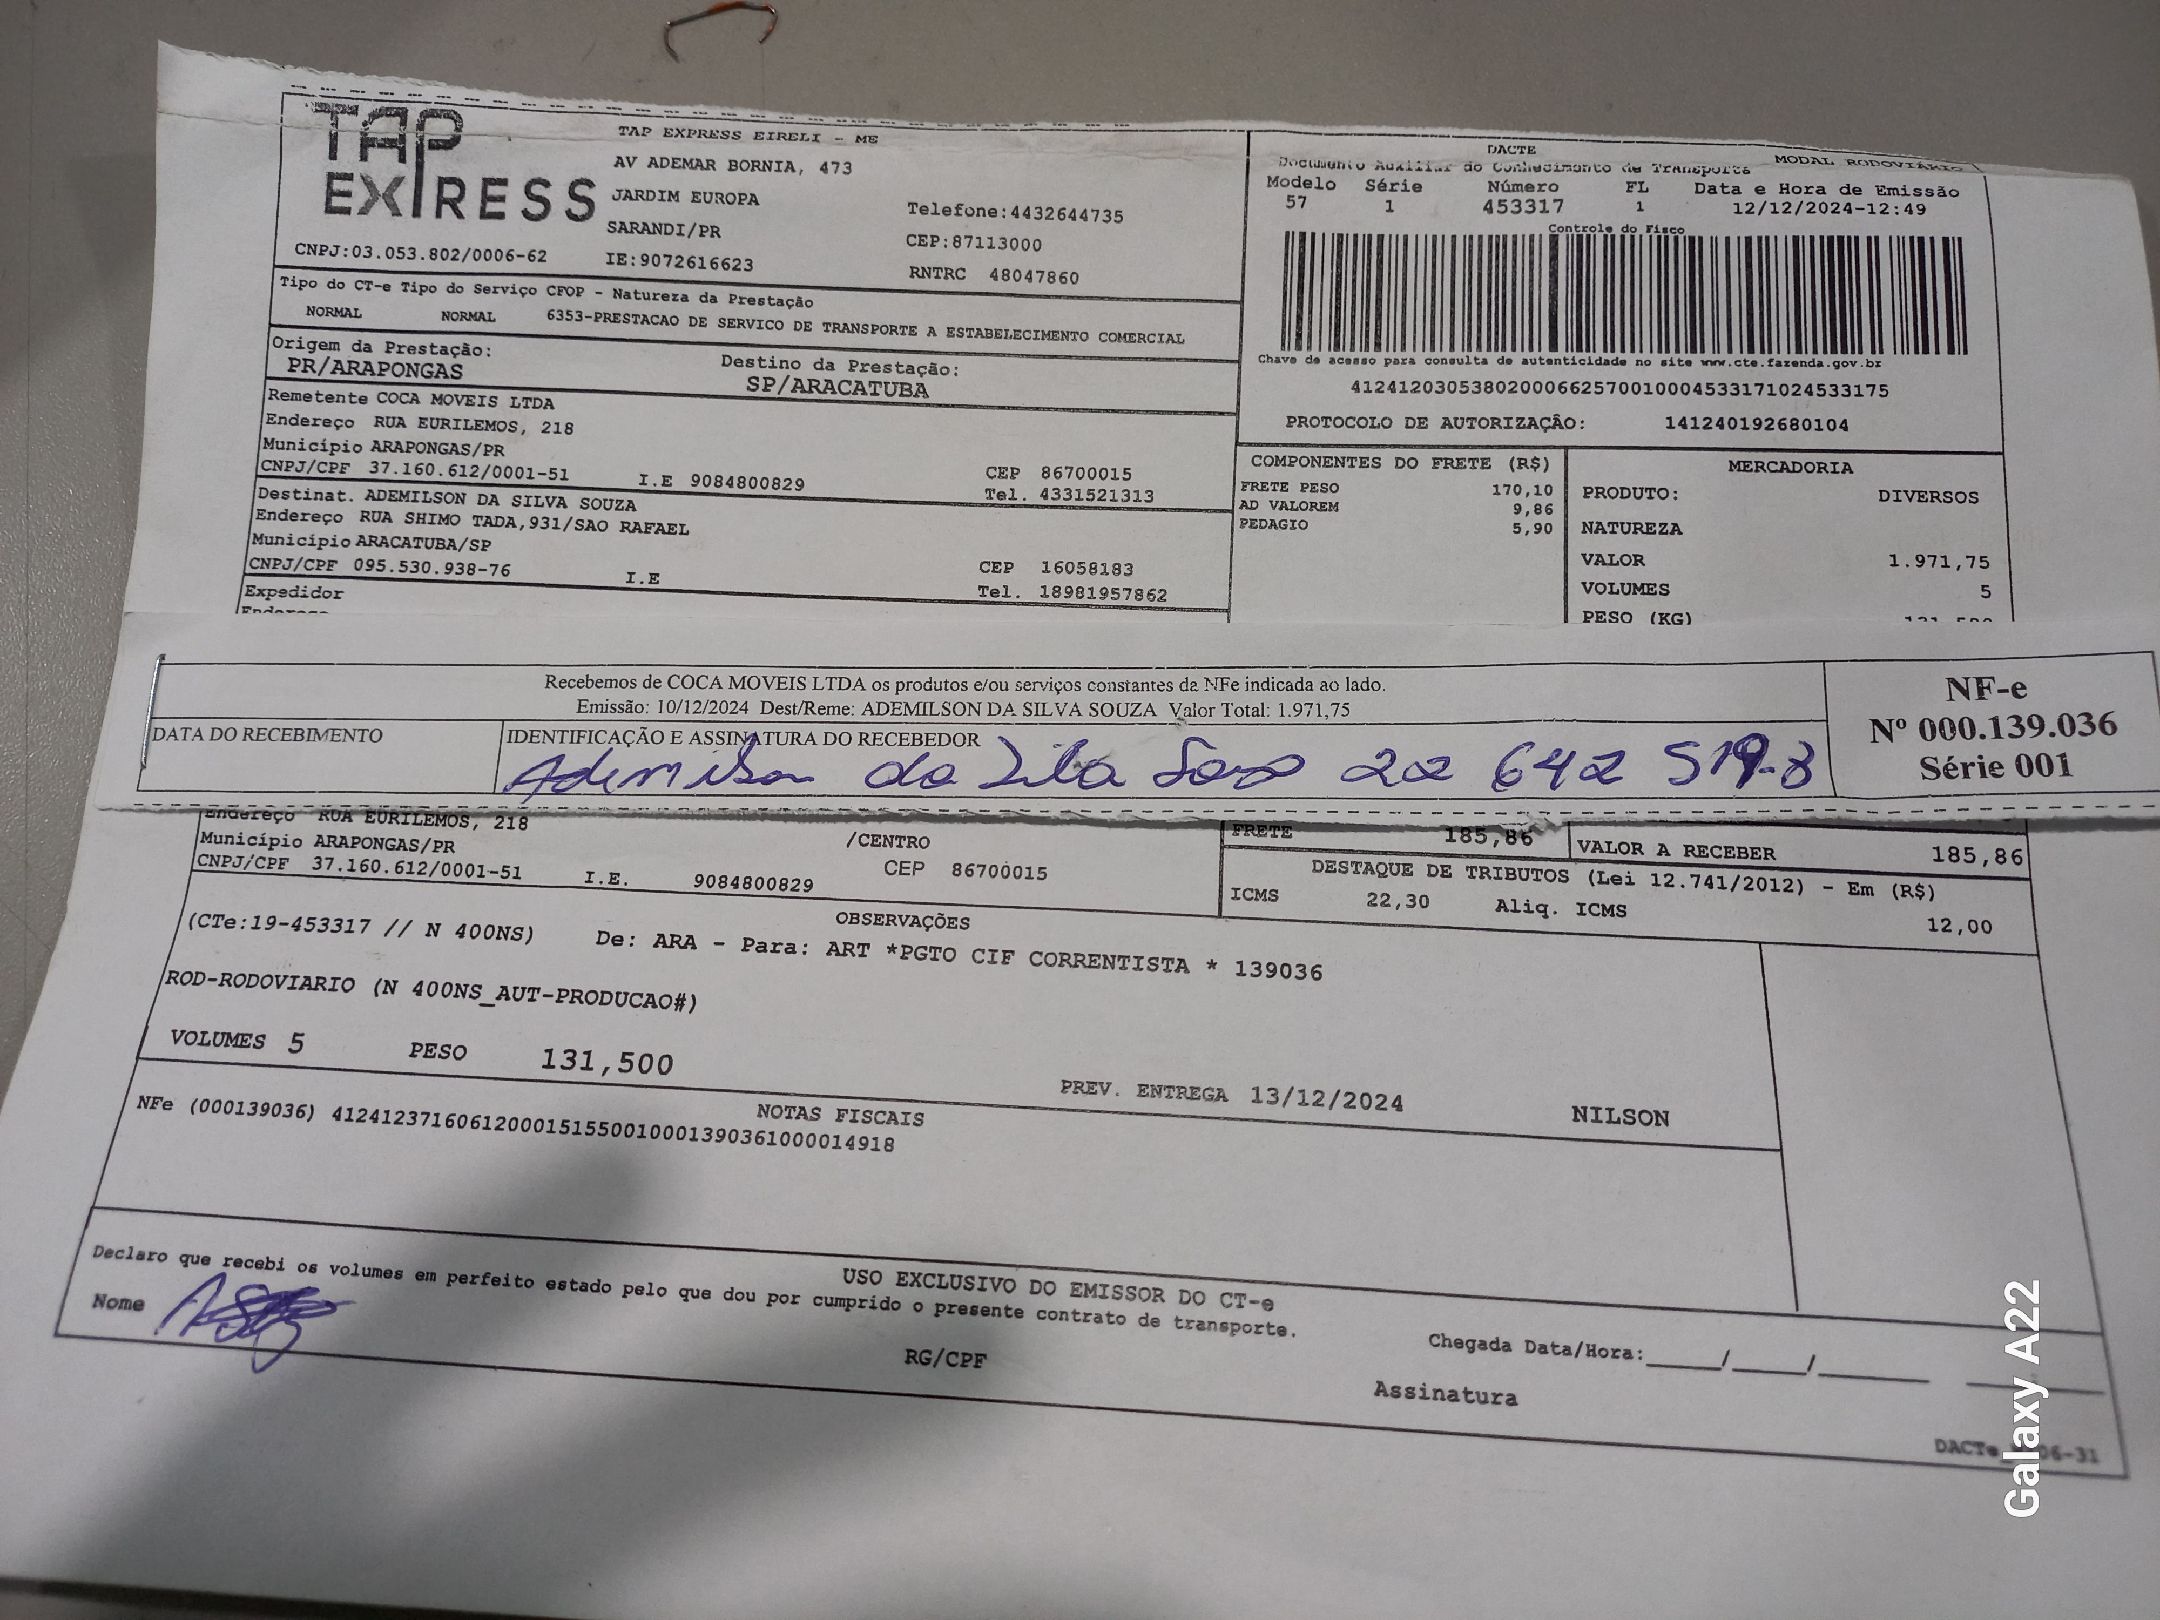 TAP
EXPRESS
TAP EXPRESS EIRELI - ME
AV ADEMAR BORNIA, 473
JARDIM EUROPA
SARANDI/PR
Telefone:4432644735
CEP:87113000
CNPJ:03.053.802/0006-62 IE:9072616623 RNTRC 48047860
DACTE
Documento Auxiliar do Conhecimento de Transporte MODAL RODOVIÁRIO
Modelo Série Número FL Data e Hora de Emissão
57 1 453317 1 12/12/2024-12:49
Controle do Fisco
Chave de acesso para consulta de autenticidade no site www.cte.fazenda.gov.br
41241203053802000662570010004533171024533175
PROTOCOLO DE AUTORIZAÇÃO: 141240192680104
Tipo do CT-e Tipo do Serviço CFOP - Natureza da Prestação
NORMAL NORMAL 6353-PRESTACAO DE SERVICO DE TRANSPORTE A ESTABELECIMENTO COMERCIAL
Origem da Prestação: Destino da Prestação:
PR/ARAPONGAS SP/ARACATUBA
Remetente COCA MOVEIS LTDA
Endereço RUA EURILEMOS, 218
Município ARAPONGAS/PR CEP 86700015
CNPJ/CPF 37.160.612/0001-51 I.E 9084800829 Tel. 4331521313
Destinat. ADEMILSON DA SILVA SOUZA
Endereço RUA SHIMO TADA,931/SAO RAFAEL
Município ARACATUBA/SP CEP 16058183
CNPJ/CPF 095.530.938-76 I.E Tel. 18981957862
Expedidor
Endereço
COMPONENTES DO FRETE (R$)
FRETE PESO 170,10
AD VALOREM 9,86
PEDAGIO 5,90
MERCADORIA
PRODUTO: DIVERSOS
NATUREZA
VALOR 1.971,75
VOLUMES 5
PESO (KG) 131,500
Recebemos de COCA MOVEIS LTDA os produtos e/ou serviços constantes da NFe indicada ao lado.
Emissão: 10/12/2024 Dest/Reme: ADEMILSON DA SILVA SOUZA Valor Total: 1.971,75
DATA DO RECEBIMENTO IDENTIFICAÇÃO E ASSINATURA DO RECEBEDOR
Ademilson da Silva 22 642 519-8
NF-e
Nº 000.139.036
Série 001
Endereço RUA EURILEMOS, 218 /CENTRO
Município ARAPONGAS/PR CEP 86700015
CNPJ/CPF 37.160.612/0001-51 I.E. 9084800829
FRETE 185,86 VALOR A RECEBER 185,86
DESTAQUE DE TRIBUTOS (Lei 12.741/2012) - Em (R$)
ICMS 22,30 Aliq. ICMS 12,00
OBSERVAÇÕES
(CTe:19-453317 // N 400NS) De: ARA - Para: ART *PGTO CIF CORRENTISTA * 139036
ROD-RODOVIARIO (N 400NS_AUT-PRODUCAO#)
VOLUMES 5 PESO 131,500
PREV. ENTREGA 13/12/2024 NILSON
NOTAS FISCAIS
NFe (000139036) 41241237160612000151550010001390361000014918
USO EXCLUSIVO DO EMISSOR DO CT-e
Declaro que recebi os volumes em perfeito estado pelo que dou por cumprido o presente contrato de transporte.
Nome RG/CPF Assinatura
Chegada Data/Hora:_____/_____/_______
Galaxy A22